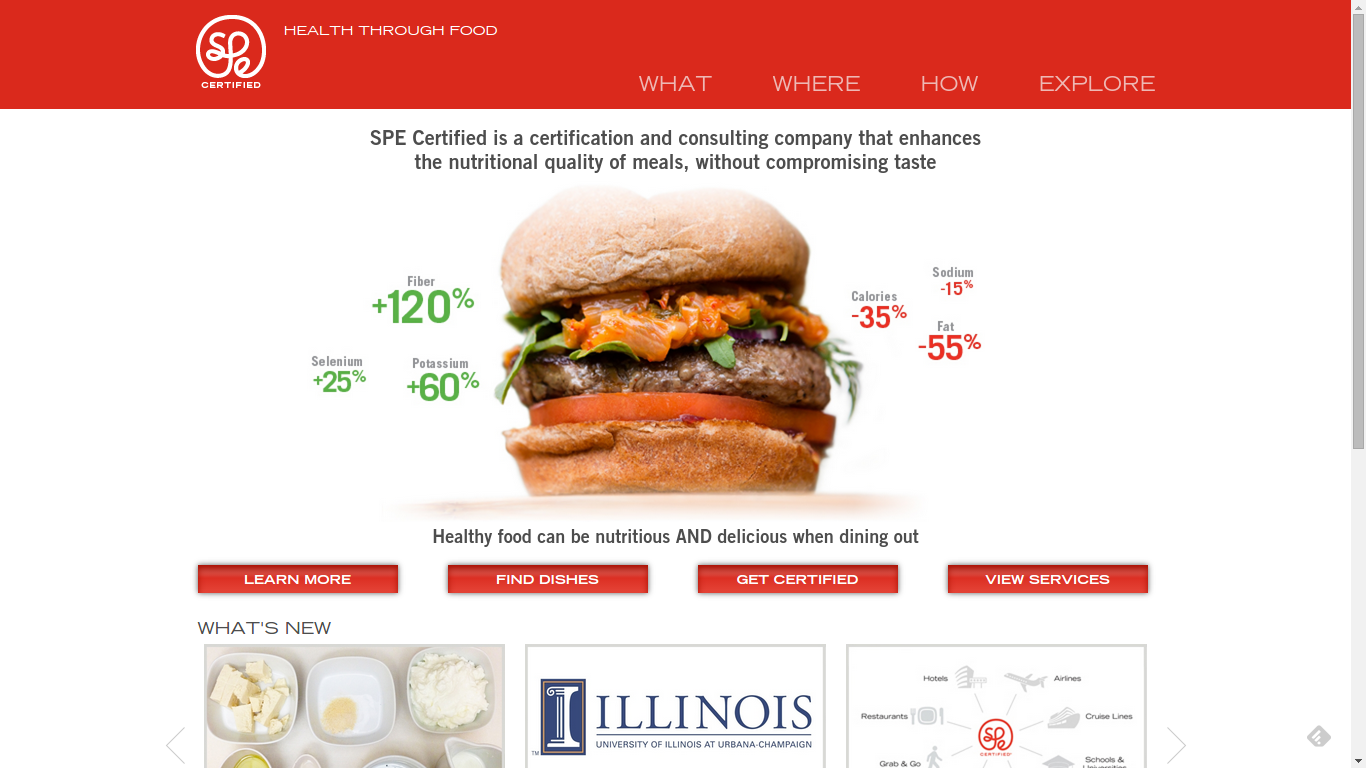 SPe
CERTIFIED
HEALTH THROUGH FOOD
WHAT WHERE HOW EXPLORE
SPE Certified is a certification and consulting company that enhances
the nutritional quality of meals, without compromising taste
Fiber
+120%
Selenium
+25%
Potassium
+60%
Calories
-35%
Sodium
-15%
Fat
-55%
Healthy food can be nutritious AND delicious when dining out
LEARN MORE
FIND DISHES
GET CERTIFIED
VIEW SERVICES
WHAT'S NEW
ILLINOIS
UNIVERSITY OF ILLINOIS AT URBANA-CHAMPAIGN
TM
Hotels
Airlines
Restaurants
Cruise Lines
SPe
CERTIFIED
Grab & Go
Schools &
Universities